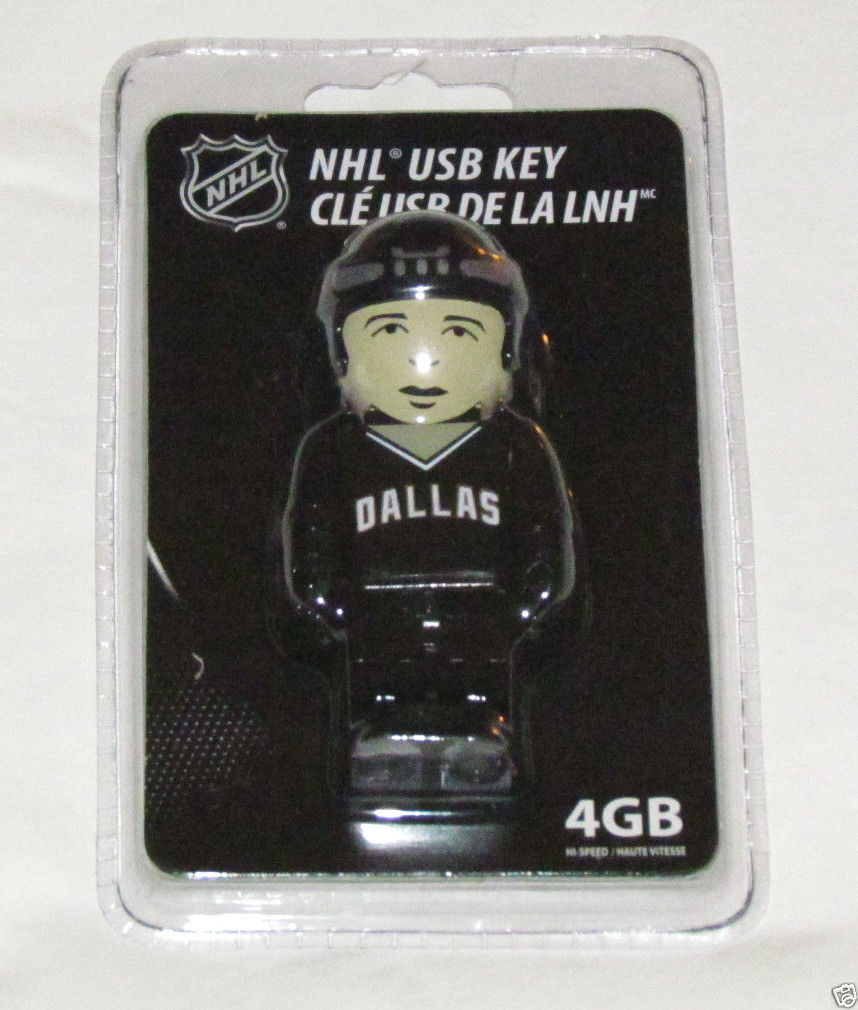 NHL
NHL® USB KEY
CLÉ USB DE LA LNH MC
DALLAS
4GB
HI-SPEED / HAUTE VITESSE